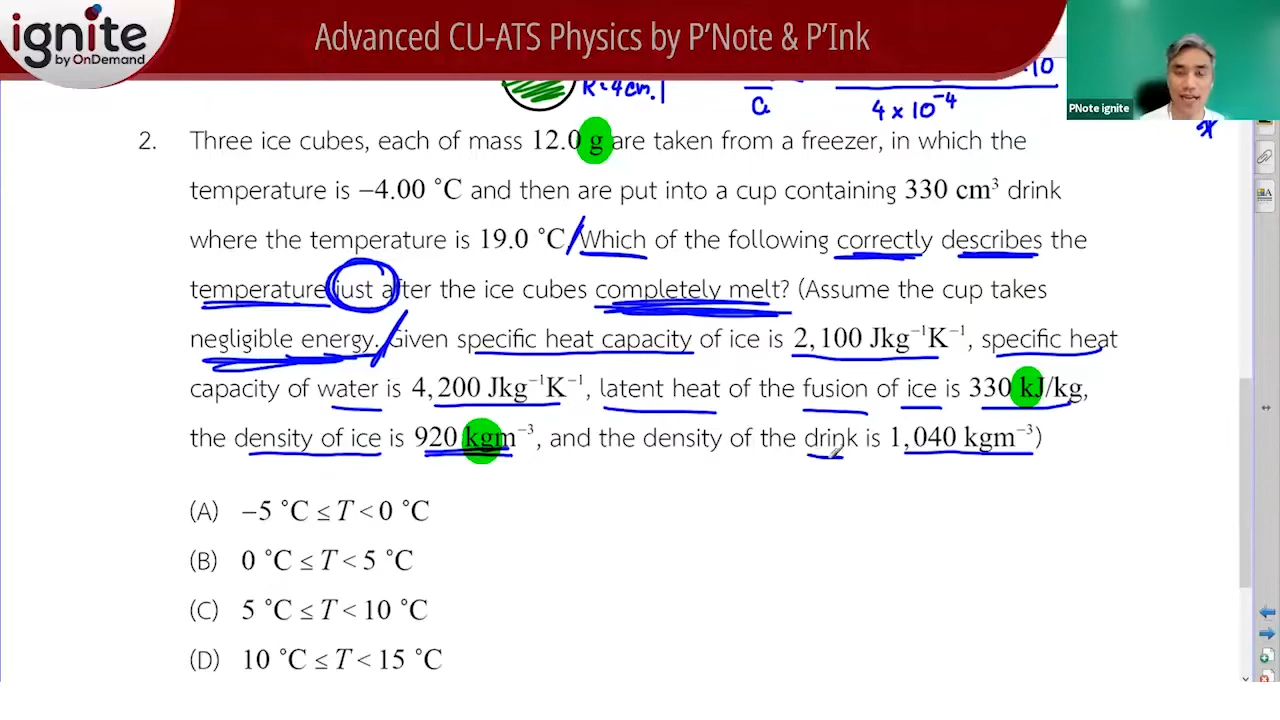 ignite
by OnDemand
Advanced CU-ATS Physics by P'Note & P'Ink
PNote ignite
R = 4 cm.
4 x 10⁻⁴
2. Three ice cubes, each of mass 12.0 g are taken from a freezer, in which the
temperature is −4.00 °C and then are put into a cup containing 330 cm³ drink
where the temperature is 19.0 °C/Which of the following correctly describes the
temperature just after the ice cubes completely melt? (Assume the cup takes
negligible energy./Given specific heat capacity of ice is 2,100 Jkg⁻¹K⁻¹, specific heat
capacity of water is 4,200 Jkg⁻¹K⁻¹, latent heat of the fusion of ice is 330 kJ/kg,
the density of ice is 920 kgm⁻³, and the density of the drink is 1,040 kgm⁻³)
(A) −5 °C ≤ T < 0 °C
(B) 0 °C ≤ T < 5 °C
(C) 5 °C ≤ T < 10 °C
(D) 10 °C ≤ T < 15 °C